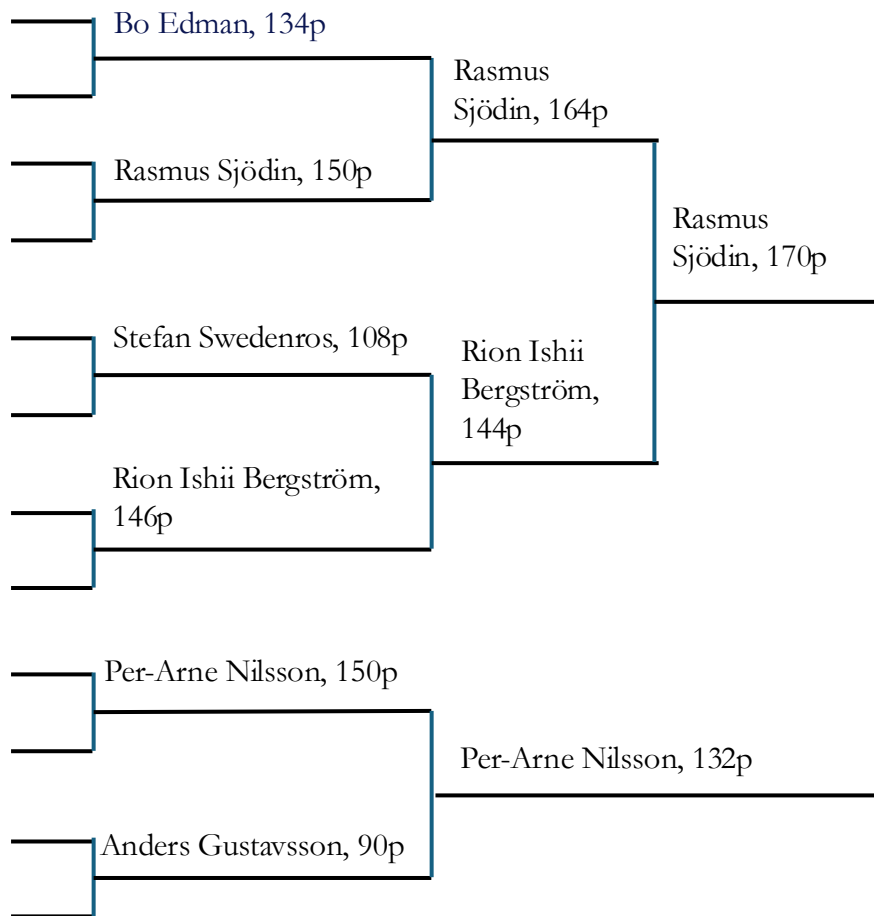 Bo Edman, 134p
Rasmus
Sjödin, 164p
Rasmus Sjödin, 150p
Rasmus
Sjödin, 170p
Stefan Swedenros, 108p
Rion Ishii
Bergström,
144p
Rion Ishii Bergström,
146p
Per-Arne Nilsson, 150p
Per-Arne Nilsson, 132p
Anders Gustavsson, 90p